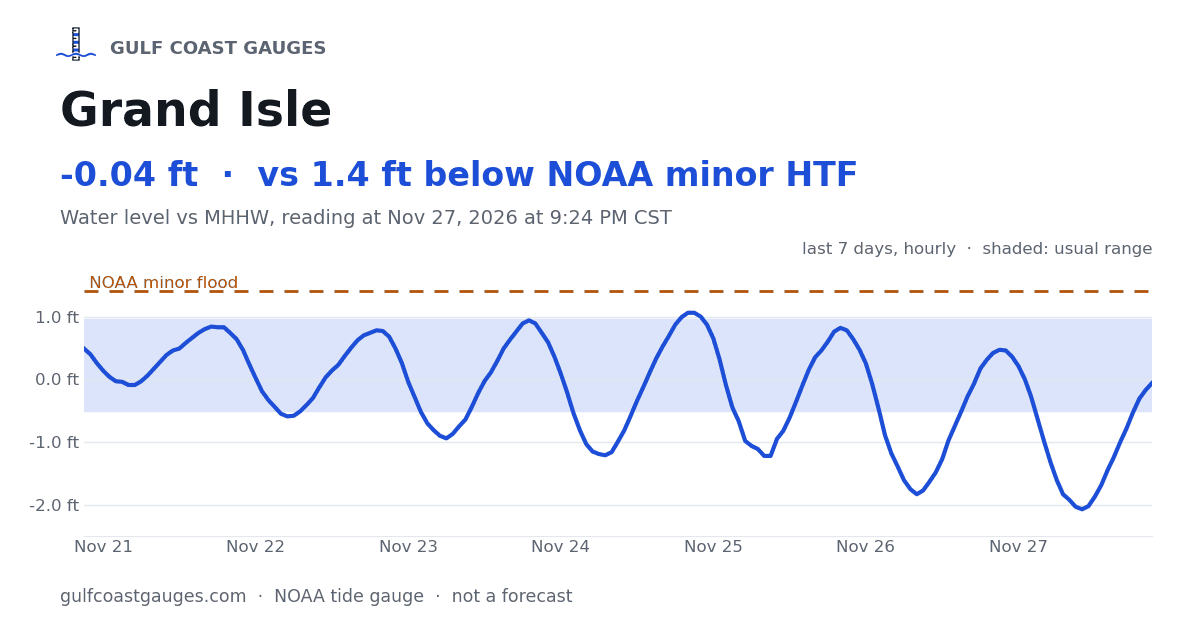 GULF COAST GAUGES
Grand Isle
-0.04 ft · vs 1.4 ft below NOAA minor HTF
Water level vs MHHW, reading at Nov 27, 2026 at 9:24 PM CST
last 7 days, hourly · shaded: usual range
NOAA minor flood
1.0 ft
0.0 ft
-1.0 ft
-2.0 ft
Nov 21 Nov 22 Nov 23 Nov 24 Nov 25 Nov 26 Nov 27
gulfcoastgauges.com · NOAA tide gauge · not a forecast